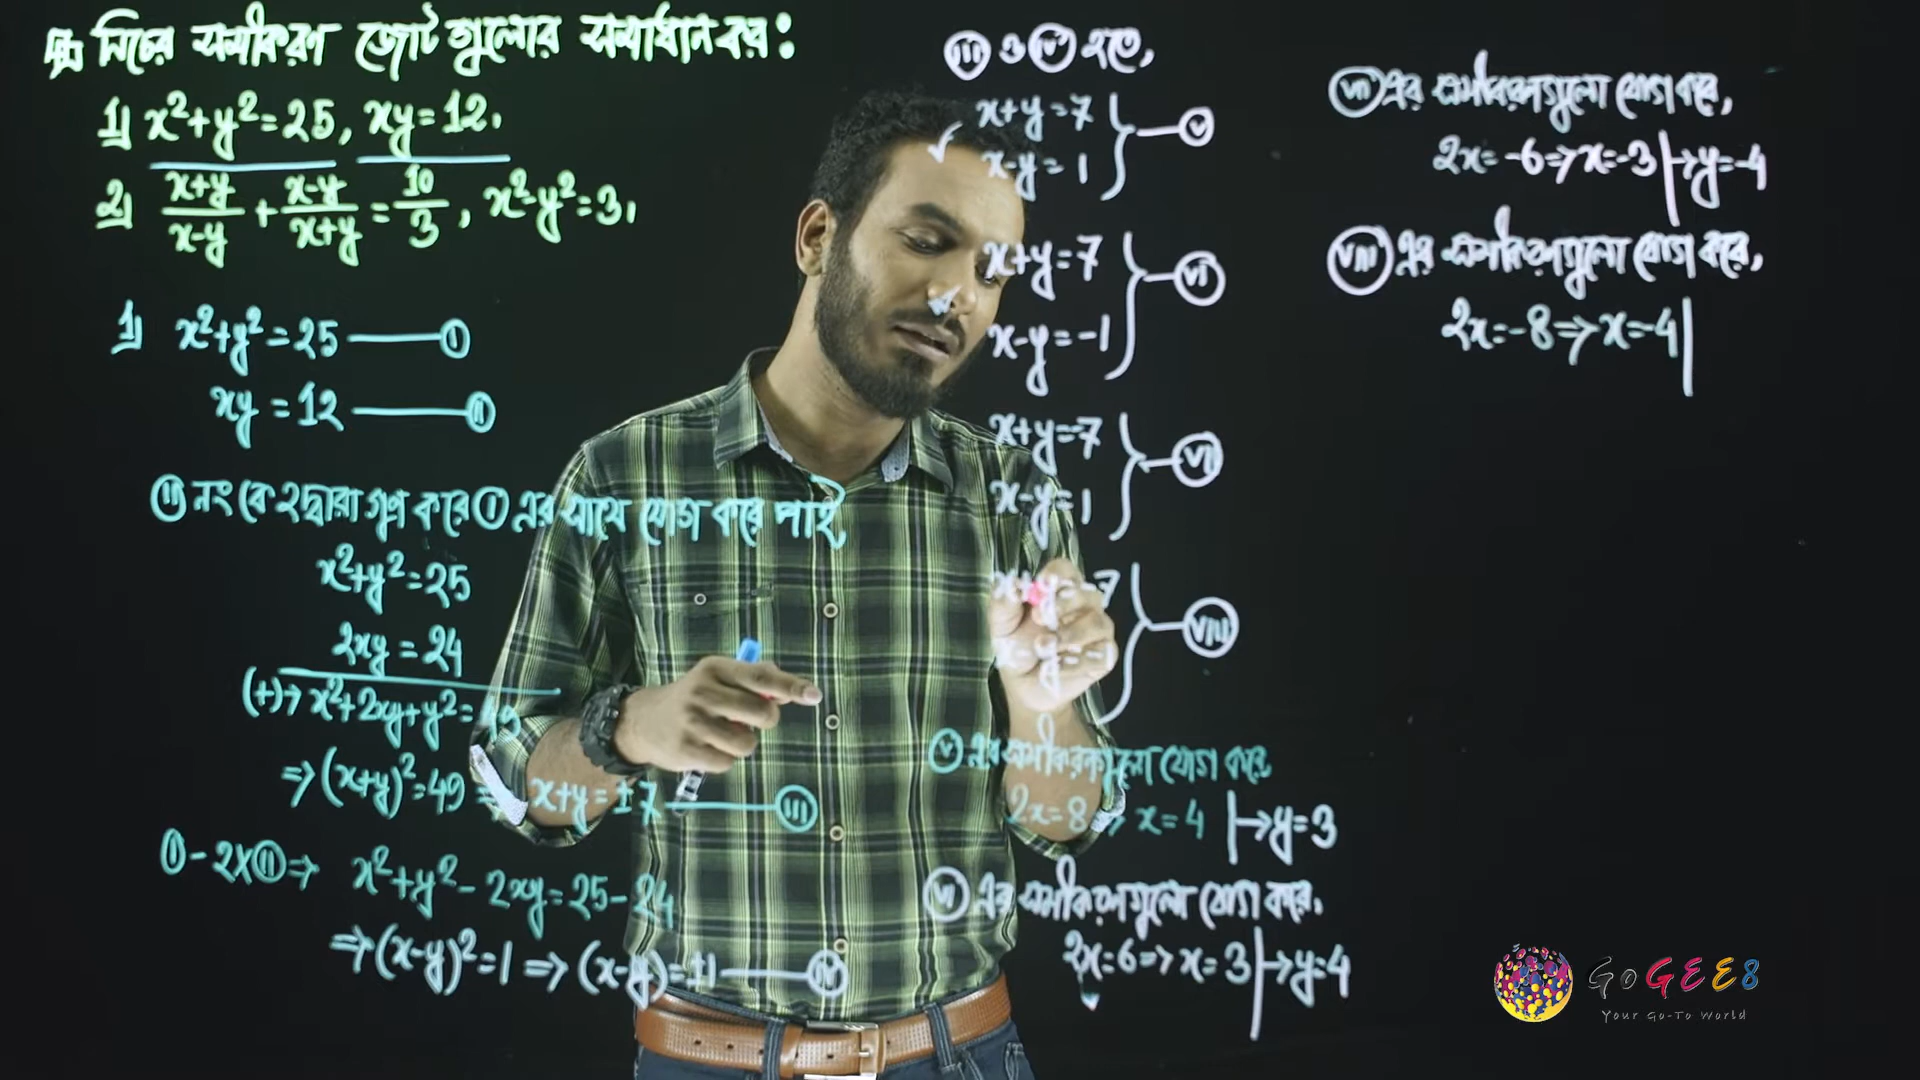 নিচের সমীকরণ জোট গুলোর সমাধান কর :
1) x²+y²=25, xy=12.
2) (x+y)/(x-y) + (x-y)/(x+y) = 10/3, x²-y²=3,
1) x²+y²=25 — (i)
xy=12 — (ii)
(ii) নং কে ২ দ্বারা গুণ করে (i) এর সাথে যোগ করে পাই,
x²+y²=25
2xy=24
(+)→ x²+2xy+y²=49
⇒(x+y)²=49 ⇒ x+y=±7 — (iii)
(i)-2×(ii)⇒ x²+y²-2xy=25-24
⇒(x-y)²=1 ⇒ (x-y)=±1 — (iv)
(iii) ও (iv) হতে,
x+y=7
x-y=1 } — (v)
x+y=7
x-y=-1 } — (vi)
x+y=-7
x-y=1 } — (vii)
x+y=-7
} — (viii)
(v) এর সমীকরণগুলো যোগ করে
2x=8 ⇒ x=4 |→y=3
(vi) এর সমীকরণগুলো যোগ করে,
2x=6⇒x=3 |→y=4
(vii) এর সমীকরণগুলো যোগ করে,
2x=-6⇒x=-3 |→y=-4
(viii) এর সমীকরণগুলো যোগ করে,
2x=-8⇒x=-4 |
GoGEE8
Your Go-To World